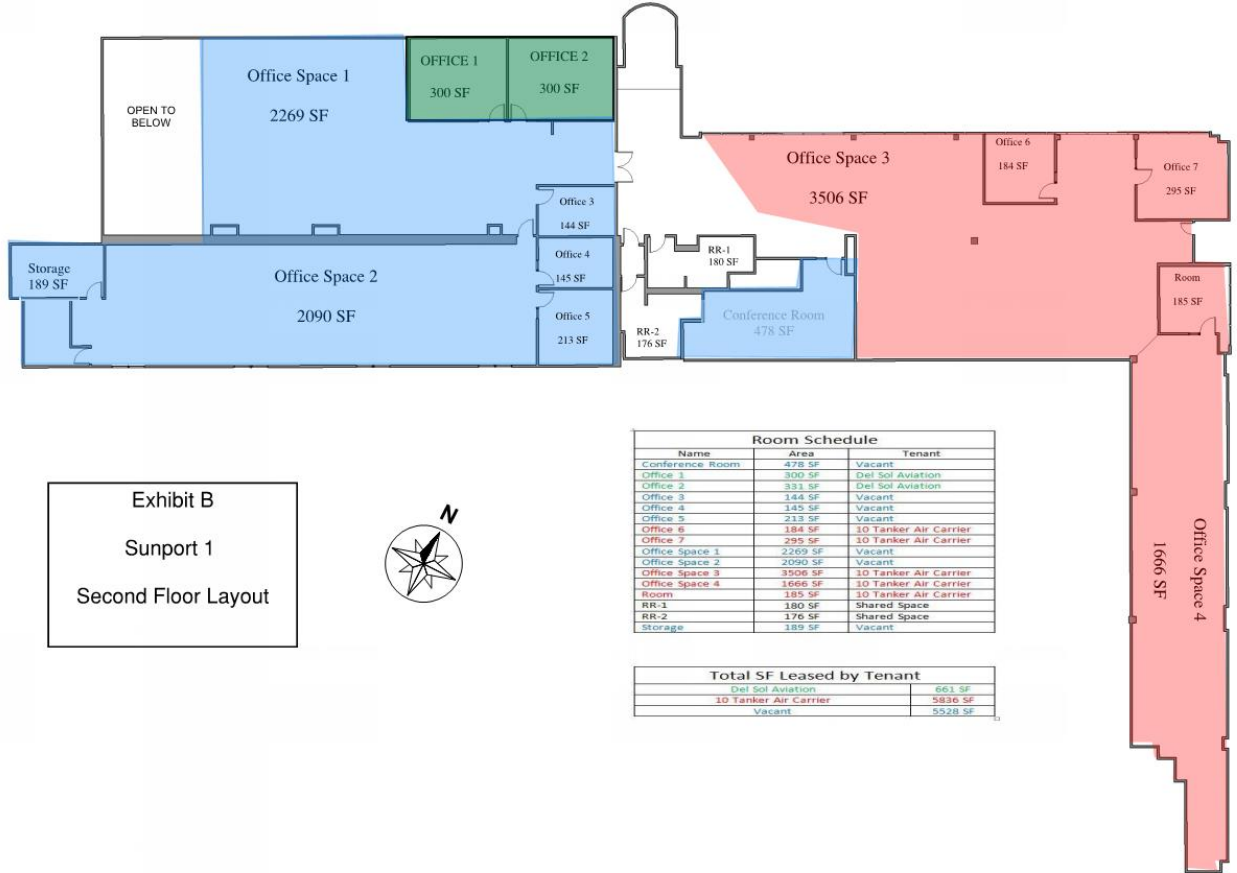 OPEN TO
BELOW
Office Space 1
2269 SF
OFFICE 1
300 SF
OFFICE 2
300 SF
Office 3
144 SF
Office 4
145 SF
Office 5
213 SF
Storage
189 SF
Office Space 2
2090 SF
RR-1
180 SF
RR-2
176 SF
Conference Room
478 SF
Office Space 3
3506 SF
Office 6
184 SF
Office 7
295 SF
Room
185 SF
Office Space 4
1666 SF
Exhibit B
Sunport 1
Second Floor Layout
N
Room Schedule
Name Area Tenant
Conference Room 478 SF Vacant
Office 1 300 SF Del Sol Aviation
Office 2 331 SF Del Sol Aviation
Office 3 144 SF Vacant
Office 4 145 SF Vacant
Office 5 213 SF Vacant
Office 6 184 SF 10 Tanker Air Carrier
Office 7 295 SF 10 Tanker Air Carrier
Office Space 1 2269 SF Vacant
Office Space 2 2090 SF Vacant
Office Space 3 3506 SF 10 Tanker Air Carrier
Office Space 4 1666 SF 10 Tanker Air Carrier
Room 185 SF 10 Tanker Air Carrier
RR-1 180 SF Shared Space
RR-2 176 SF Shared Space
Storage 189 SF Vacant
Total SF Leased by Tenant
Del Sol Aviation 661 SF
10 Tanker Air Carrier 5836 SF
Vacant 5528 SF